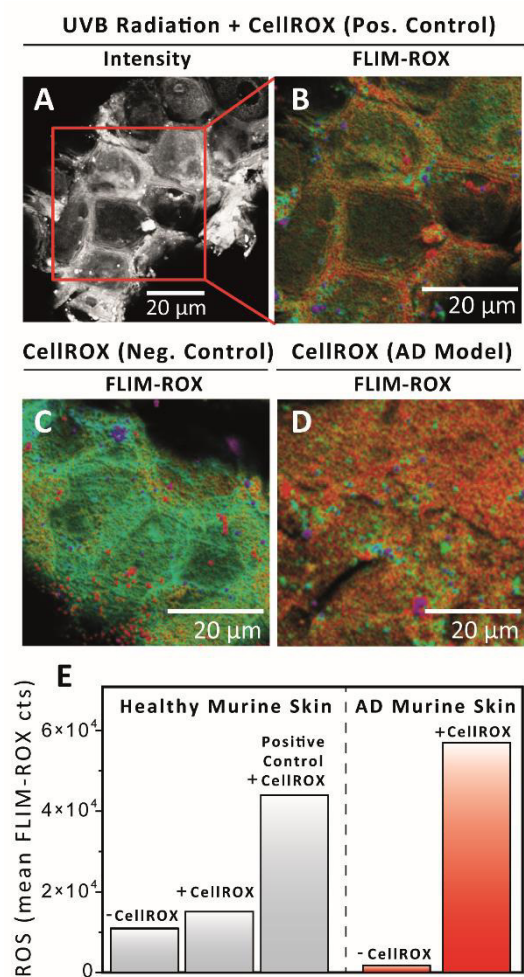 UVB Radiation + CellROX (Pos. Control)
Intensity
FLIM-ROX
A
B
20 µm
20 µm
CellROX (Neg. Control)
CellROX (AD Model)
FLIM-ROX
FLIM-ROX
C
D
20 µm
20 µm
E
Healthy Murine Skin
AD Murine Skin
ROS (mean FLIM-ROX cts)
6×10⁴
4×10⁴
2×10⁴
0
-CellROX
+CellROX
Positive
Control
+CellROX
-CellROX
+CellROX